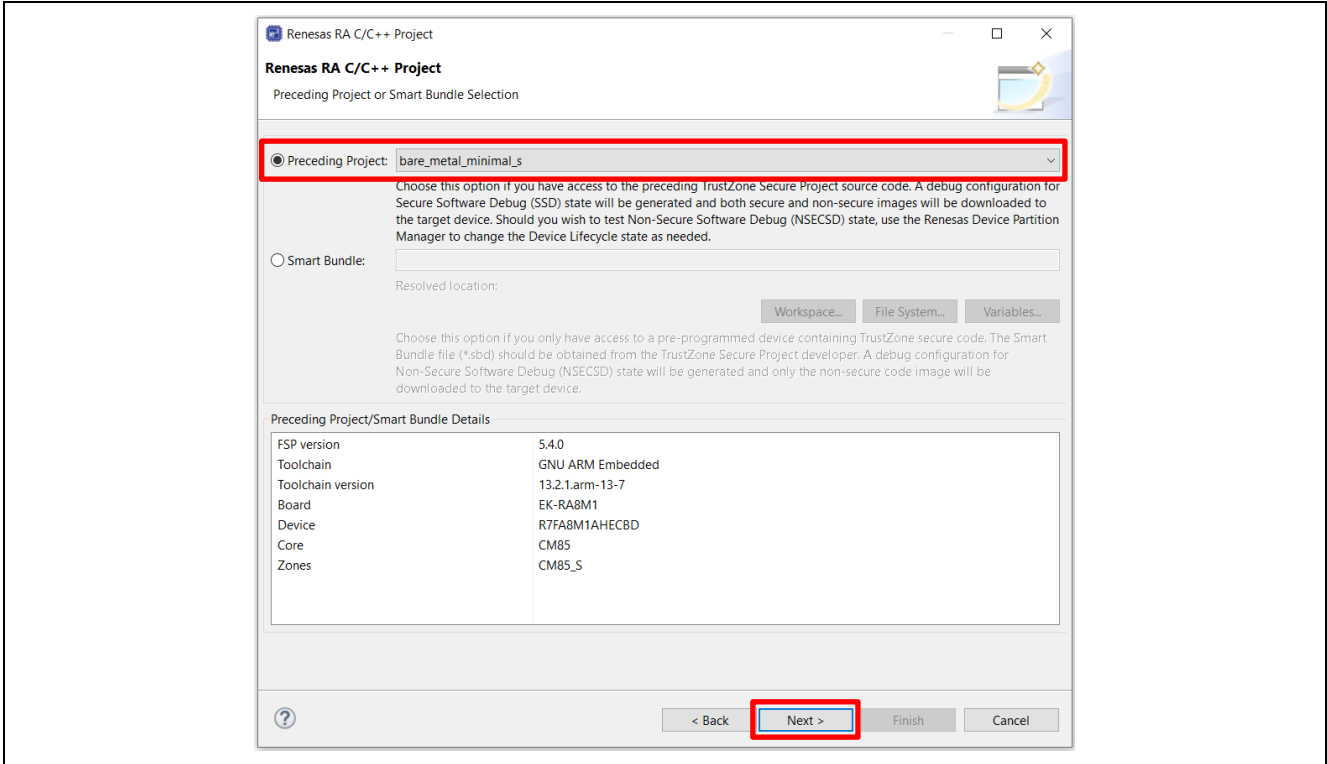 Renesas RA C/C++ Project
Renesas RA C/C++ Project
Preceding Project or Smart Bundle Selection
Preceding Project: bare_metal_minimal_s
Choose this option if you have access to the preceding TrustZone Secure Project source code. A debug configuration for
Secure Software Debug (SSD) state will be generated and both secure and non-secure images will be downloaded to
the target device. Should you wish to test Non-Secure Software Debug (NSECSD) state, use the Renesas Device Partition
Manager to change the Device Lifecycle state as needed.
Smart Bundle:
Resolved location:
Workspace... File System... Variables...
Choose this option if you only have access to a pre-programmed device containing TrustZone secure code. The Smart
Bundle file (*.sbd) should be obtained from the TrustZone Secure Project developer. A debug configuration for
Non-Secure Software Debug (NSECSD) state will be generated and only the non-secure code image will be
downloaded to the target device.
Preceding Project/Smart Bundle Details
FSP version 5.4.0
Toolchain GNU ARM Embedded
Toolchain version 13.2.1.arm-13-7
Board EK-RA8M1
Device R7FA8M1AHECBD
Core CM85
Zones CM85_S
? < Back Next > Finish Cancel